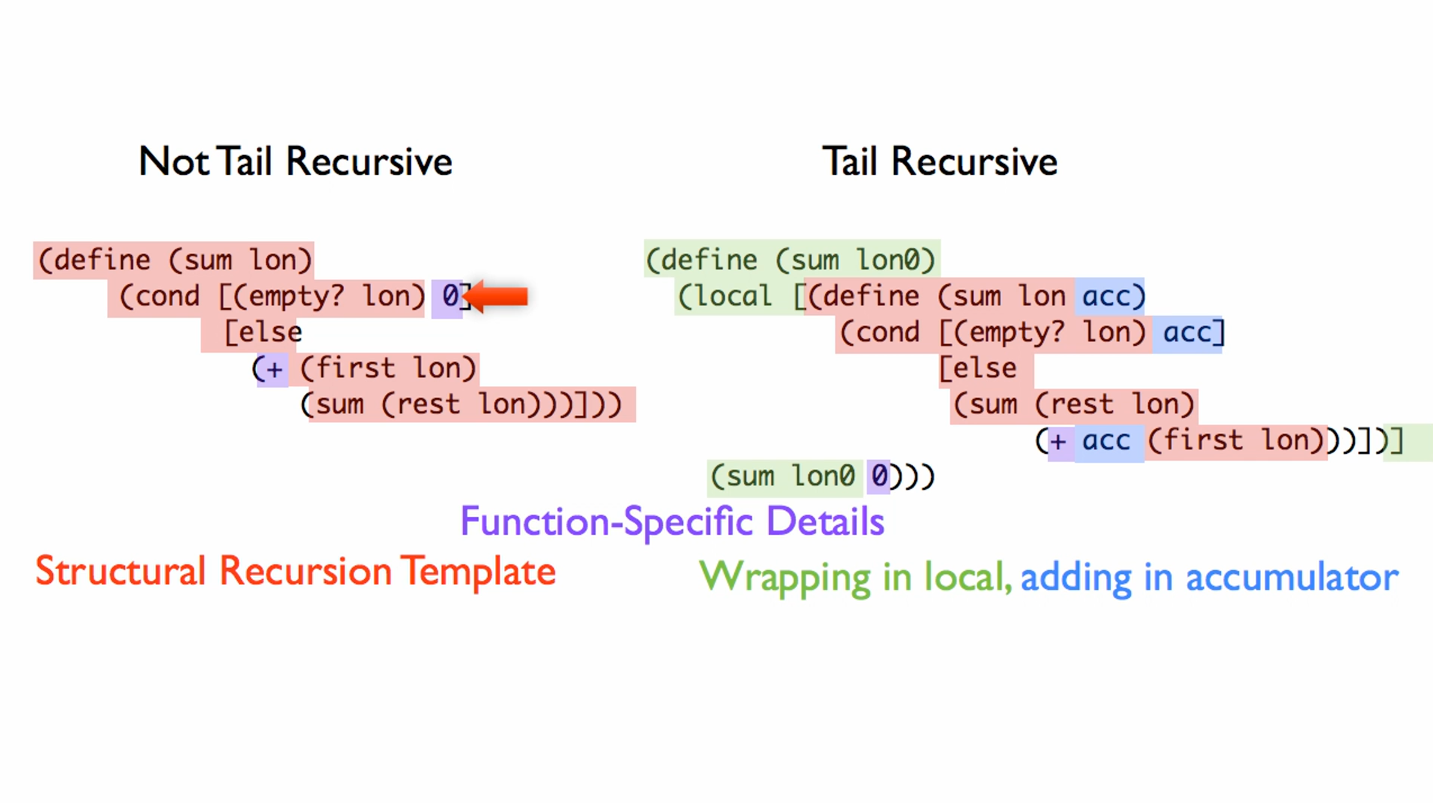 Not Tail Recursive
(define (sum lon)
(cond [(empty? lon) 0]
[else
(+ (first lon)
(sum (rest lon)))]))
Tail Recursive
(define (sum lon0)
(local [(define (sum lon acc)
(cond [(empty? lon) acc]
[else
(sum (rest lon)
(+ acc (first lon)))])]
(sum lon0 0)))
Function-Specific Details
Structural Recursion Template
Wrapping in local, adding in accumulator